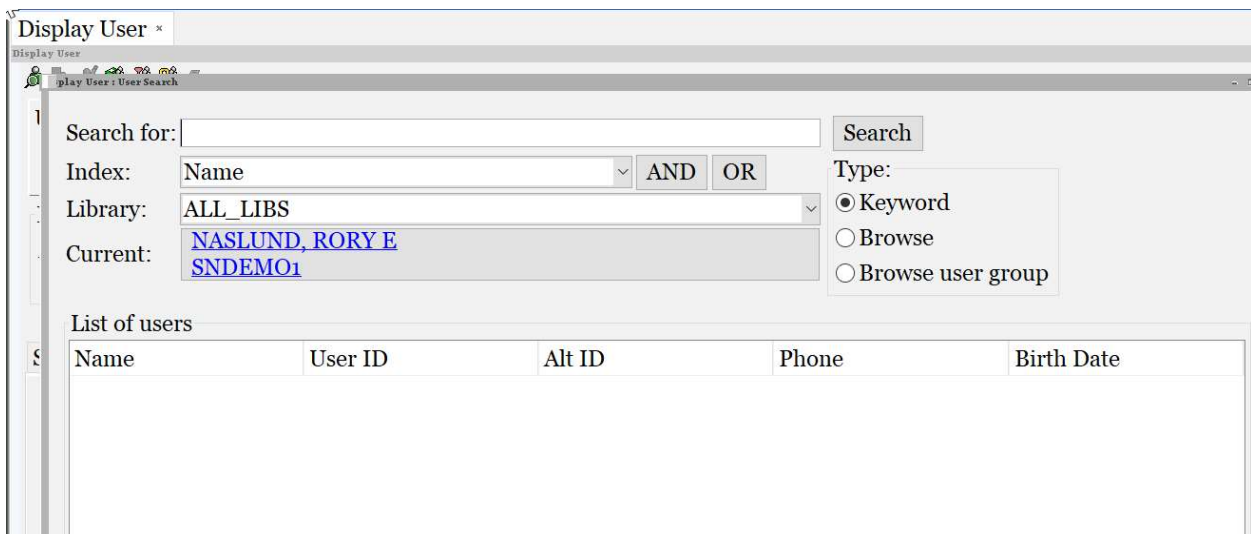 Display User ×
Display User
play User : User Search
Search for:
Search
Index:
Name
AND
OR
Type:
Library:
ALL_LIBS
Keyword
Current:
NASLUND, RORY E
SNDEMO1
Browse
Browse user group
List of users
Name User ID Alt ID Phone Birth Date